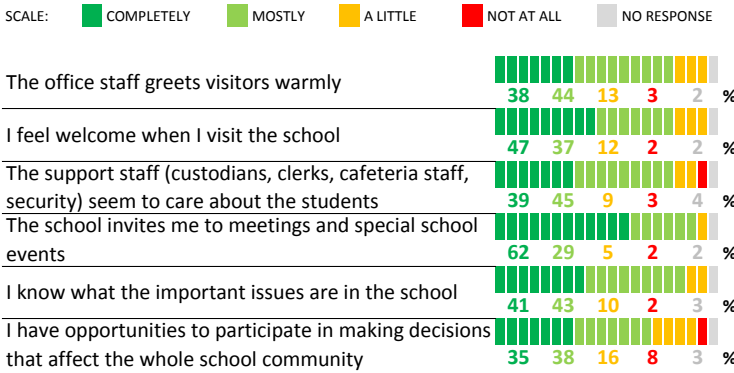 SCALE: COMPLETELY MOSTLY A LITTLE NOT AT ALL NO RESPONSE
The office staff greets visitors warmly
38 44 13 3 2 %
I feel welcome when I visit the school
47 37 12 2 2 %
The support staff (custodians, clerks, cafeteria staff,
security) seem to care about the students
39 45 9 3 4 %
The school invites me to meetings and special school
events
62 29 5 2 2 %
I know what the important issues are in the school
41 43 10 2 3 %
I have opportunities to participate in making decisions
that affect the whole school community
35 38 16 8 3 %